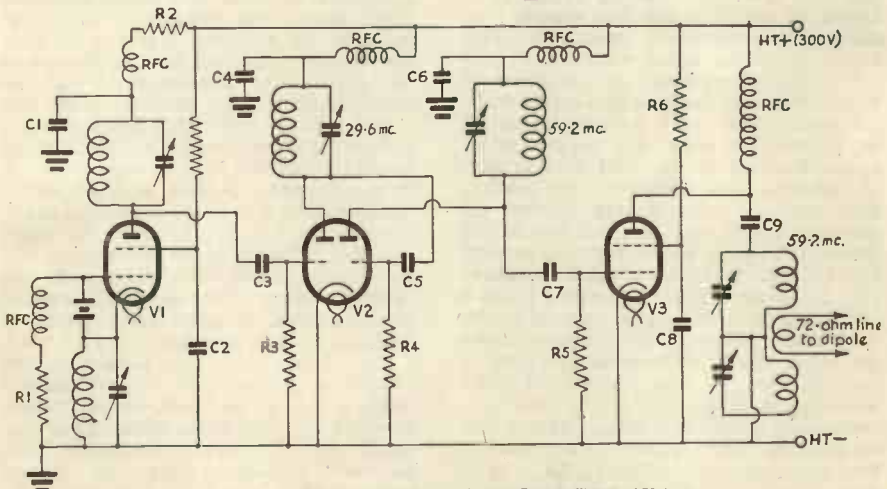 R2
HT+(300V)
RFC
RFC
RFC
C4
C6
R6
RFC
C1
29.6 mc.
59.2 mc.
C9
59.2 mc.
C3
C5
C7
V1
V2
V3
RFC
72-ohm line
to dipole
C2
R3
R4
R5
C8
R1
HT-